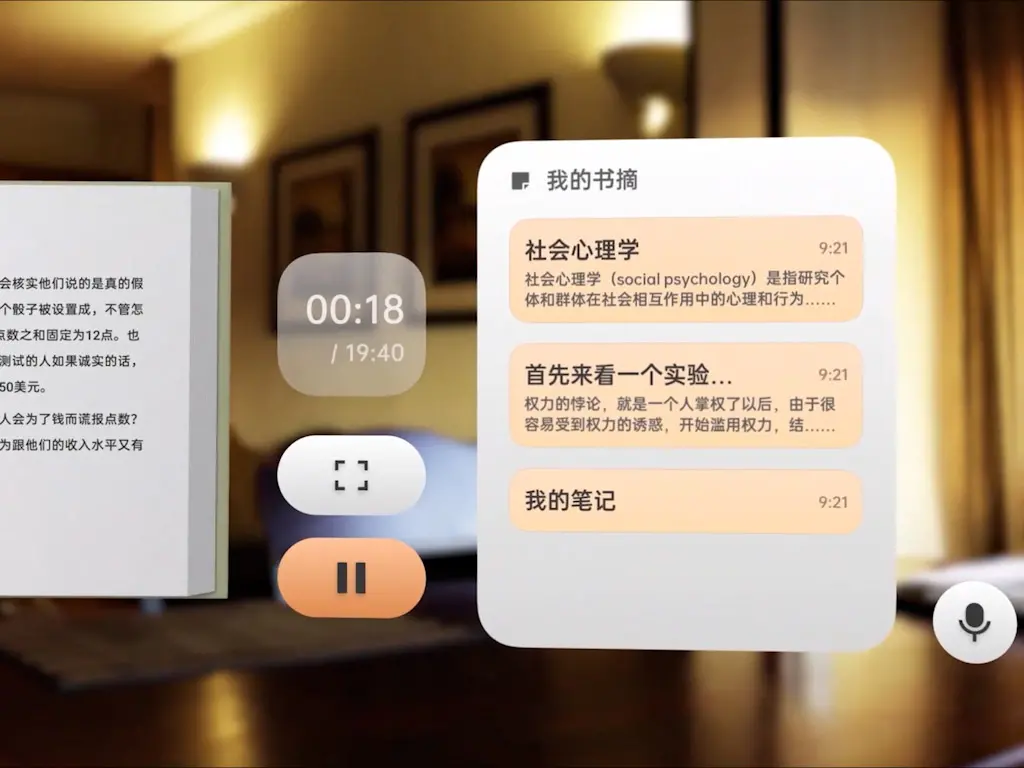 会核实他们说的是真的假
个骰子被设置成，不管怎
点数之和固定为12点。也
测试的人如果诚实的话，
50美元。
人会为了钱而谎报点数？
为跟他们的收入水平又有
00:18
/ 19:40
我的书摘
社会心理学 9:21
社会心理学（social psychology）是指研究个
体和群体在社会相互作用中的心理和行为……
首先来看一个实验… 9:21
权力的悖论，就是一个人掌权了以后，由于很
容易受到权力的诱惑，开始滥用权力，结……
我的笔记 9:21